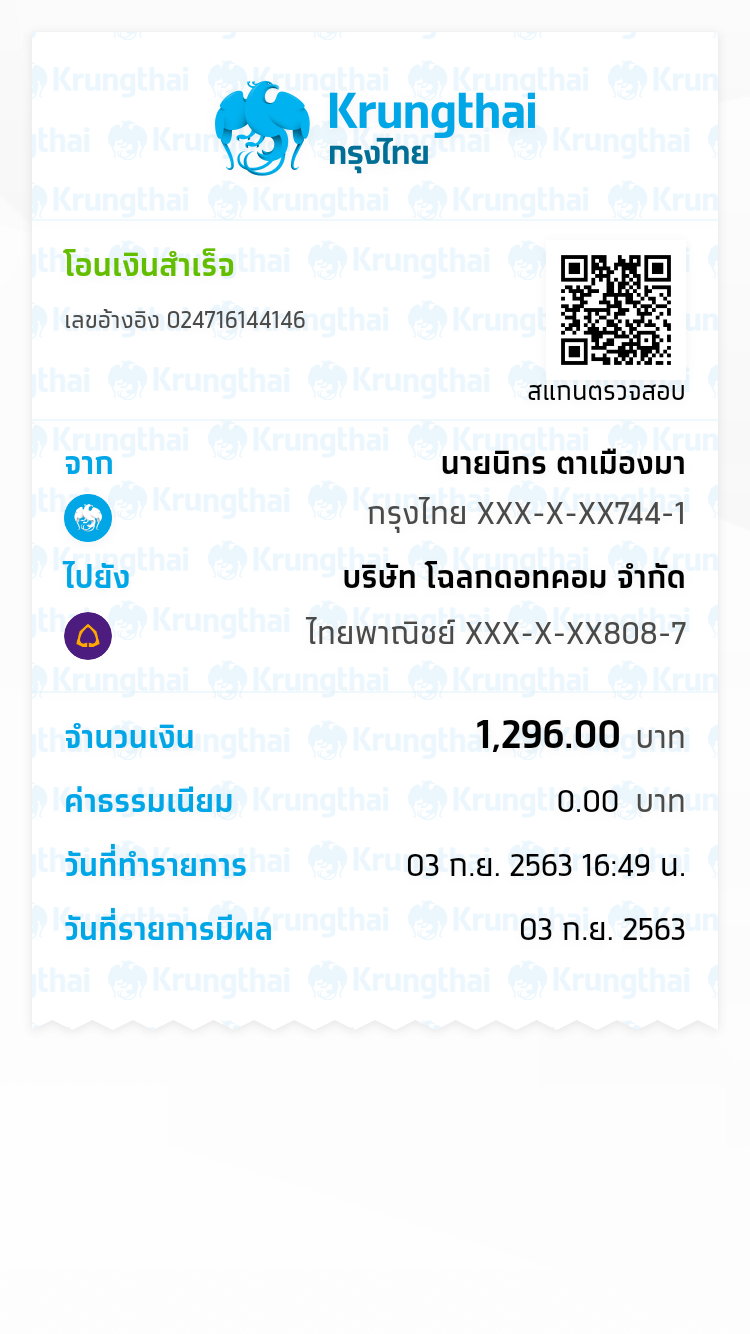 Krungthai
กรุงไทย
โอนเงินสำเร็จ
เลขอ้างอิง 024716144146
สแกนตรวจสอบ
จาก นายนิกร ตาเมืองมา
กรุงไทย XXX-X-XX744-1
ไปยัง บริษัท โฉลกดอทคอม จำกัด
ไทยพาณิชย์ XXX-X-XX808-7
จำนวนเงิน 1,296.00 บาท
ค่าธรรมเนียม 0.00 บาท
วันที่ทำรายการ 03 ก.ย. 2563 16:49 น.
วันที่รายการมีผล 03 ก.ย. 2563